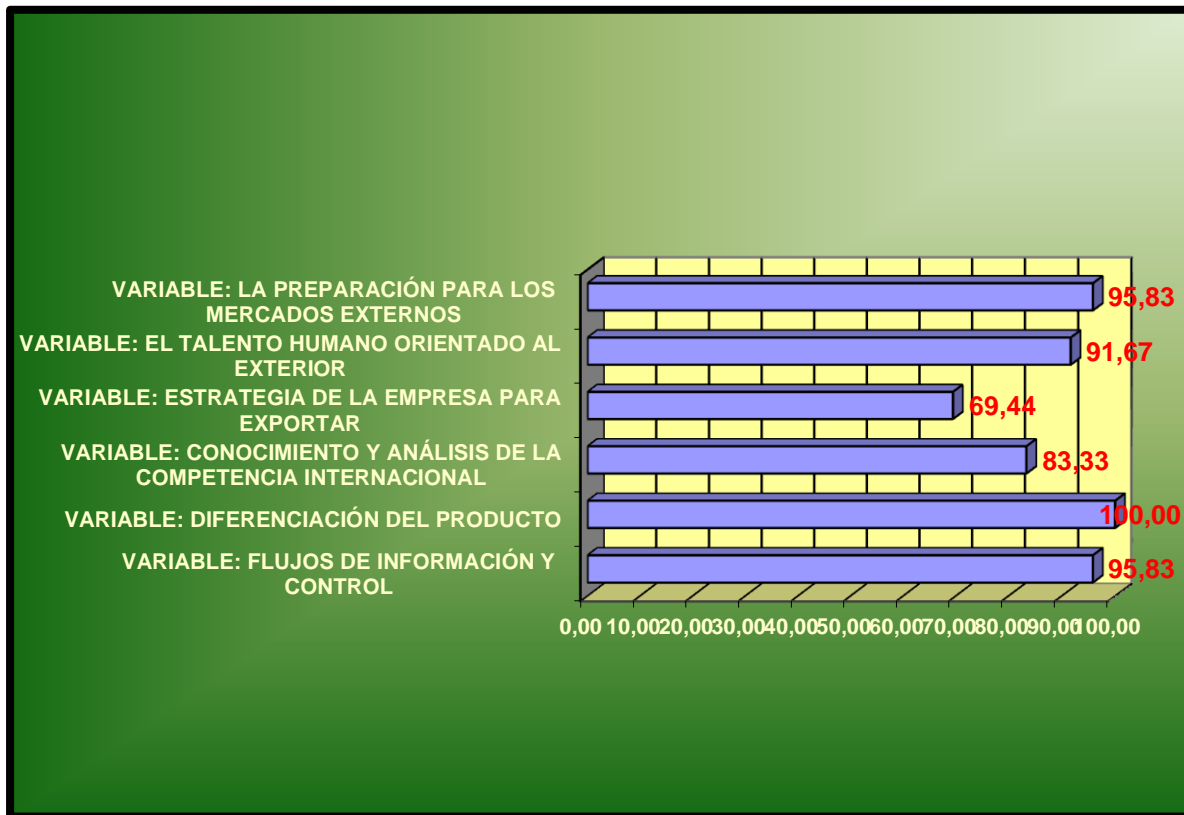 VARIABLE: LA PREPARACIÓN PARA LOS
MERCADOS EXTERNOS
95,83
VARIABLE: EL TALENTO HUMANO ORIENTADO AL
EXTERIOR
91,67
VARIABLE: ESTRATEGIA DE LA EMPRESA PARA
EXPORTAR
69,44
VARIABLE: CONOCIMIENTO Y ANÁLISIS DE LA
COMPETENCIA INTERNACIONAL
83,33
VARIABLE: DIFERENCIACIÓN DEL PRODUCTO
100,00
VARIABLE: FLUJOS DE INFORMACIÓN Y
CONTROL
95,83
0,00 10,00 20,00 30,00 40,00 50,00 60,00 70,00 80,00 90,00 100,00